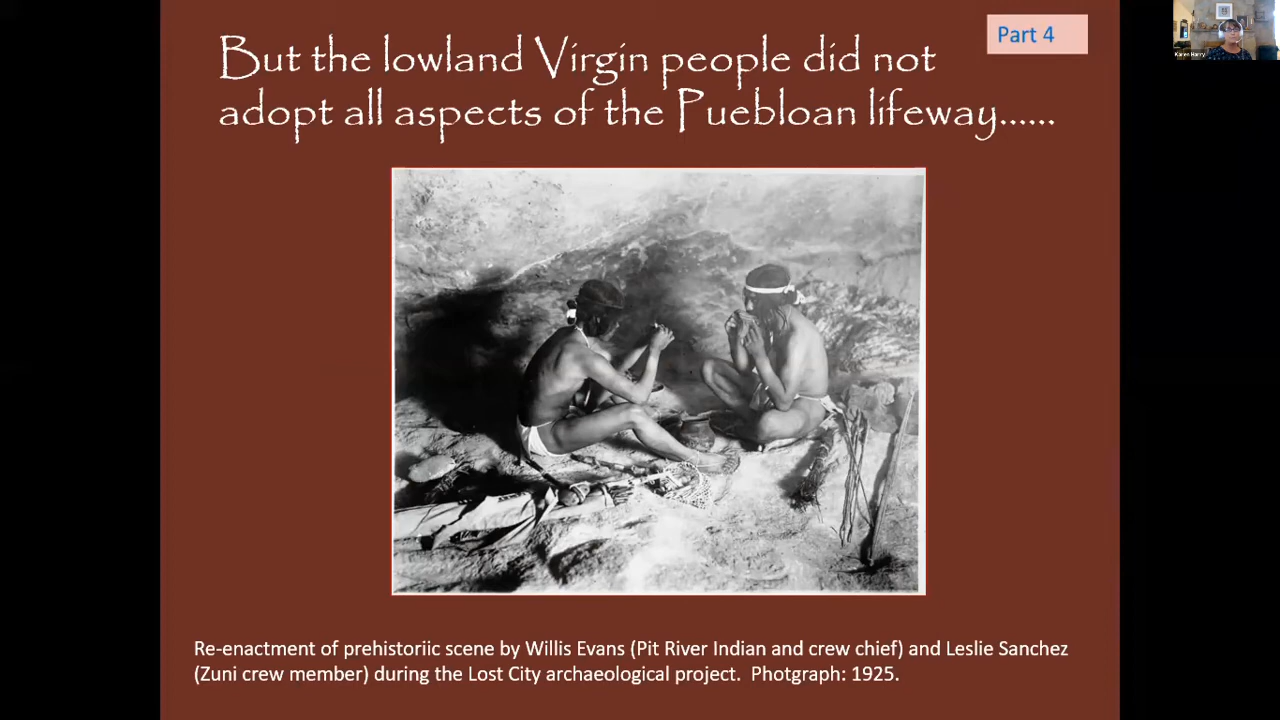 But the lowland Virgin people did not
adopt all aspects of the Puebloan lifeway......
Part 4
Karen Harry
Re-enactment of prehistoriic scene by Willis Evans (Pit River Indian and crew chief) and Leslie Sanchez
(Zuni crew member) during the Lost City archaeological project.  Photgraph: 1925.